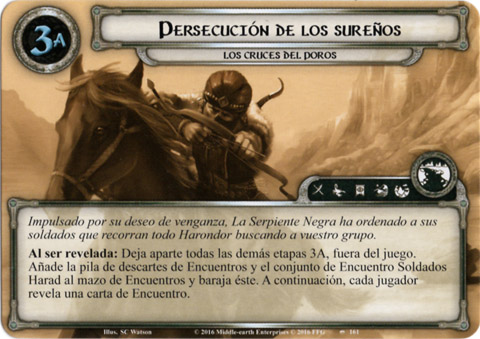 3A
Persecución de los sureños
Los cruces del Poros
Impulsado por su deseo de venganza, La Serpiente Negra ha ordenado a sus
soldados que recorran todo Harondor buscando a vuestro grupo.
Al ser revelada: Deja aparte todas las demás etapas 3A, fuera del juego.
Añade la pila de descartes de Encuentros y el conjunto de Encuentro Soldados
Harad al mazo de Encuentros y baraja éste. A continuación, cada jugador
revela una carta de Encuentro.
Illus. SC Watson © 2016 Middle-earth Enterprises © 2016 FFG 161